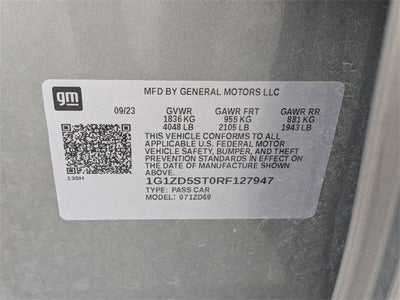 gm
MFD BY GENERAL MOTORS LLC
09/23 GVWR GAWR FRT GAWR RR
1836 KG 955 KG 881 KG
4048 LB 2105 LB 1943 LB
THIS VEHICLE CONFORMS TO ALL
APPLICABLE U.S. FEDERAL MOTOR
VEHICLE SAFETY, BUMPER, AND THEFT
PREVENTION STANDARDS IN EFFECT ON
THE DATE OF MANUFACTURE SHOWN
ABOVE.
130H
1G1ZD5ST0RF127947
TYPE: PASS CAR
MODEL: 071ZD69